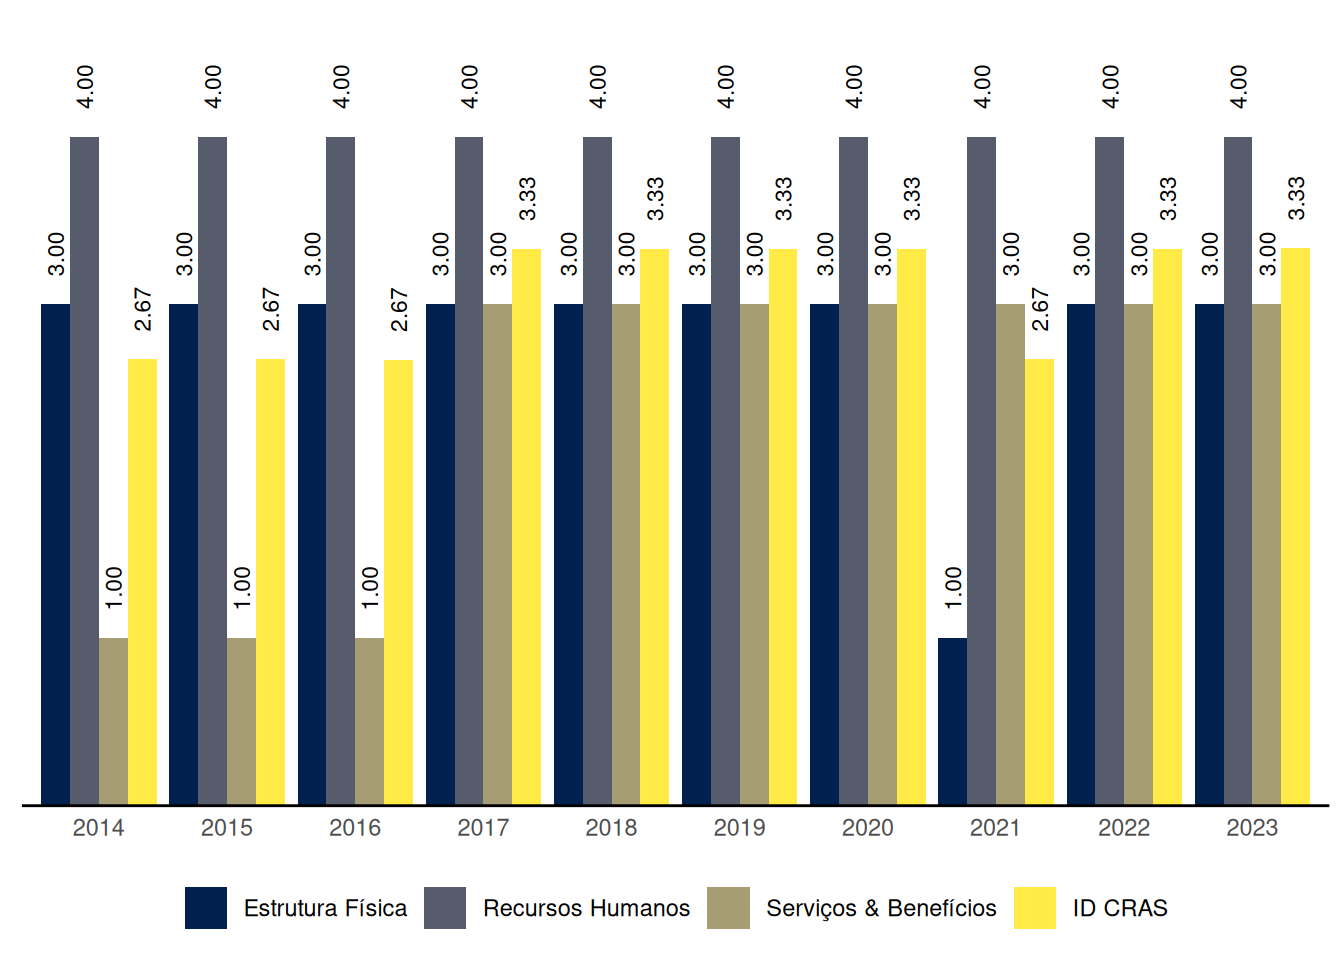 4.00 4.00 4.00 4.00 4.00 4.00 4.00 4.00 4.00 4.00
3.33 3.33 3.33 3.33 3.33 3.33
3.00 3.00 3.00 3.00 3.00 3.00 3.00 3.00 3.00 3.00 3.00 3.00 3.00 3.00 3.00 3.00
2.67 2.67 2.67 2.67
1.00 1.00 1.00 1.00
2014 2015 2016 2017 2018 2019 2020 2021 2022 2023
Estrutura Física Recursos Humanos Serviços & Benefícios ID CRAS